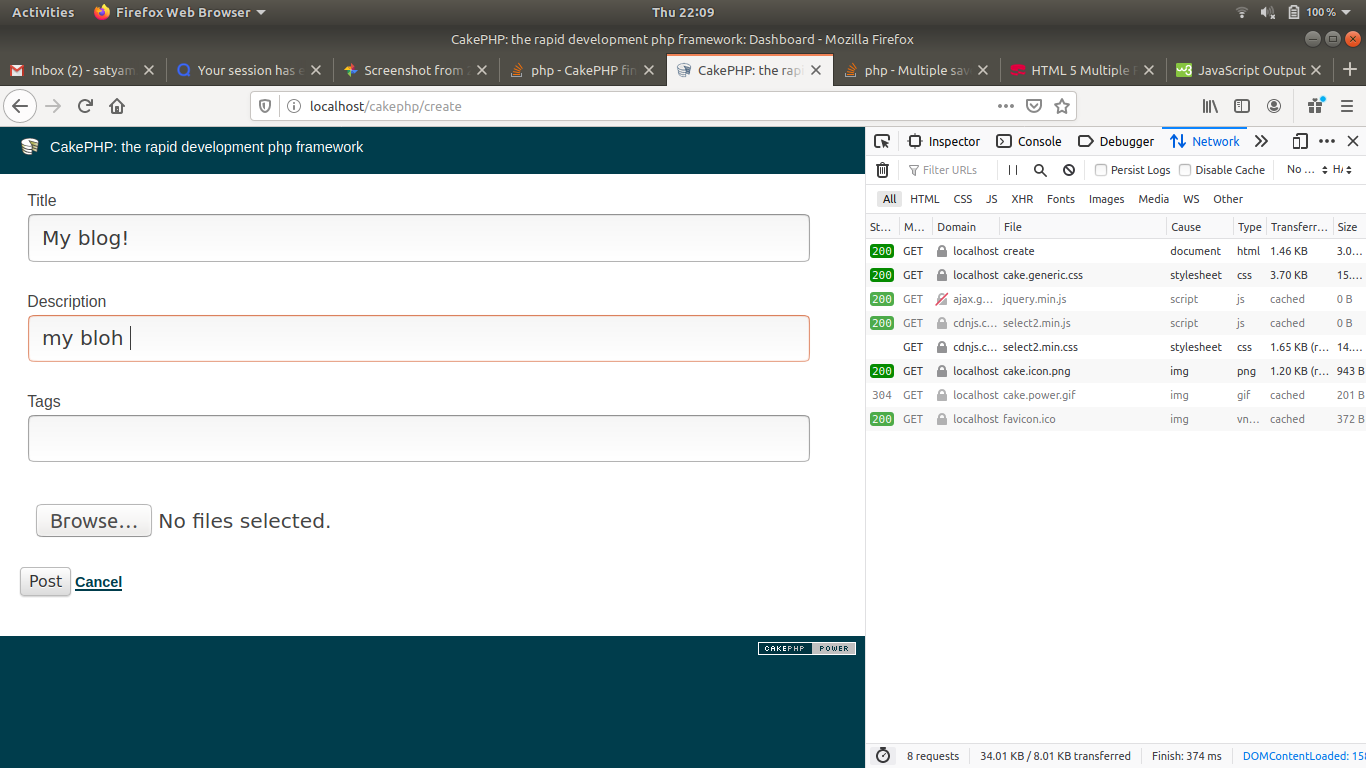 Activities Firefox Web Browser Thu 22:09 100 %
CakePHP: the rapid development php framework: Dashboard - Mozilla Firefox
Inbox (2) - satyam Your session has e Screenshot from 2 php - CakePHP fin CakePHP: the rap php - Multiple sav HTML 5 Multiple F JavaScript Output
localhost/cakephp/create
CakePHP: the rapid development php framework
Title
My blog!
Description
my bloh
Tags
Browse... No files selected.
Post Cancel
CAKEPHP POWER
Inspector Console Debugger Network
Filter URLs Persist Logs Disable Cache No ...
All HTML CSS JS XHR Fonts Images Media WS Other
St... M... Domain File Cause Type Transferr... Size
200 GET localhost create document html 1.46 KB 3.0...
200 GET localhost cake.generic.css stylesheet css 3.70 KB 15....
200 GET ajax.g... jquery.min.js script js cached 0 B
200 GET cdnjs.c... select2.min.js script js cached 0 B
GET cdnjs.c... select2.min.css stylesheet css 1.65 KB (r... 14....
200 GET localhost cake.icon.png img png 1.20 KB (r... 943 B
304 GET localhost cake.power.gif img gif cached 201 B
200 GET localhost favicon.ico img vn... cached 372 B
8 requests 34.01 KB / 8.01 KB transferred Finish: 374 ms DOMContentLoaded: 158